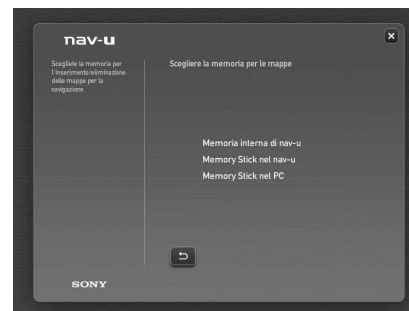 nav-u
Scegliete la memoria per
l'inserimento/eliminazione
delle mappe per la
navigazione.
Scegliere la memoria per le mappe
Memoria interna di nav-u
Memory Stick nel nav-u
Memory Stick nel PC
SONY